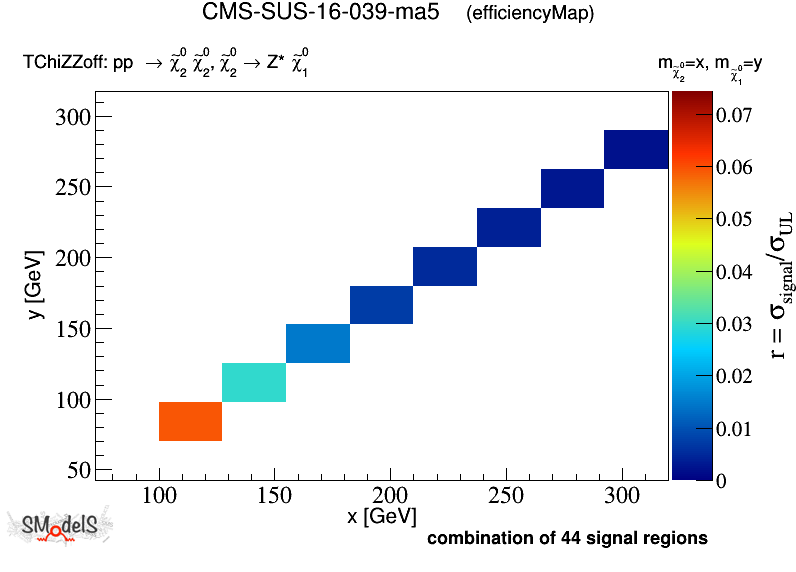 CMS-SUS-16-039-ma5 (efficiencyMap)
TChiZZoff: pp → χ̃⁰₂ χ̃⁰₂, χ̃⁰₂ → Z* χ̃⁰₁
m_χ̃⁰₂=x, m_χ̃⁰₁=y
300
250
200
150
100
50
y [GeV]
100 150 200 250 300
x [GeV]
0.07
0.06
0.05
0.04
0.03
0.02
0.01
0
r = σ_signal/σ_UL
SModelS
combination of 44 signal regions